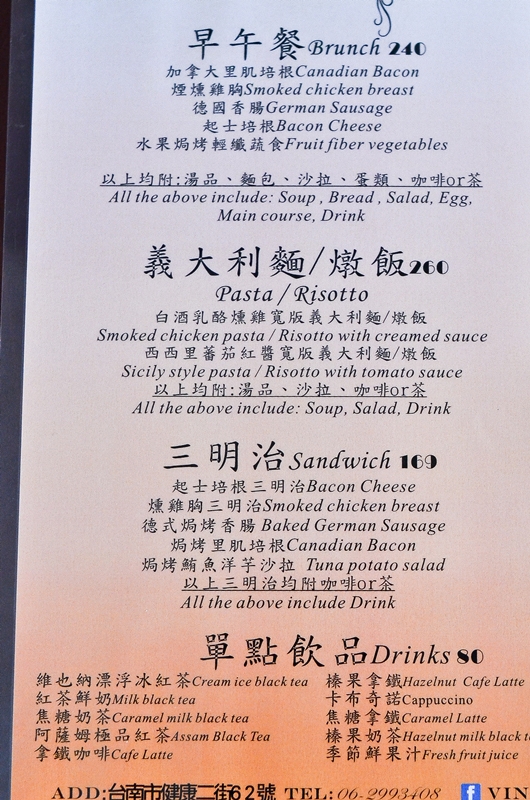 早午餐Brunch 240
加拿大里肌培根Canadian Bacon
煙燻雞胸Smoked chicken breast
德國香腸German Sausage
起士培根Bacon Cheese
水果焗烤輕纖蔬食Fruit fiber vegetables
以上均附:湯品、麵包、沙拉、蛋類、咖啡or茶
All the above include: Soup , Bread , Salad, Egg,
Main course, Drink
義大利麵/燉飯260
Pasta / Risotto
白酒乳酪燻雞寬版義大利麵/燉飯
Smoked chicken pasta / Risotto with creamed sauce
西西里蕃茄紅醬寬版義大利麵/燉飯
Sicily style pasta / Risotto with tomato sauce
以上均附:湯品、沙拉、咖啡or茶
All the above include: Soup, Salad, Drink
三明治Sandwich 169
起士培根三明治Bacon Cheese
燻雞胸三明治Smoked chicken breast
德式焗烤香腸 Baked German Sausage
焗烤里肌培根Canadian Bacon
焗烤鮪魚洋芋沙拉 Tuna potato salad
以上三明治均附咖啡or茶
All the above include Drink
單點飲品Drinks 80
維也納漂浮冰紅茶Cream ice black tea
紅茶鮮奶Milk black tea
焦糖奶茶Caramel milk black tea
阿薩姆極品紅茶Assam Black Tea
拿鐵咖啡Cafe Latte
榛果拿鐵Hazelnut Cafe Latte
卡布奇諾Cappuccino
焦糖拿鐵Caramel Latte
榛果奶茶Hazelnut milk black
季節鮮果汁Fresh fruit juice
ADD:台南市健康二街62號 TEL:06-2993408 f VIN